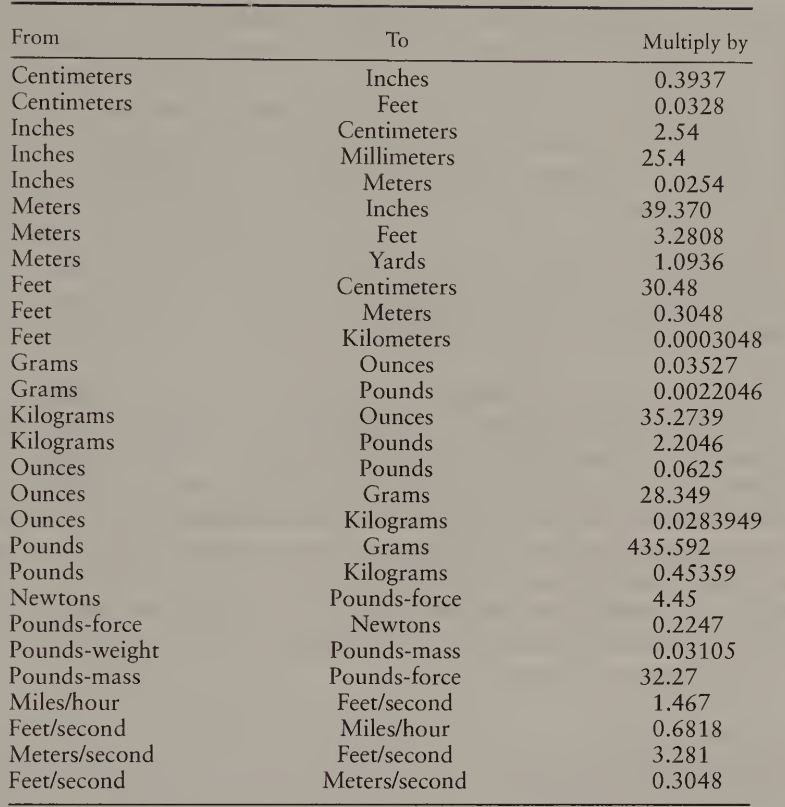 From To Multiply by
Centimeters Inches 0.3937
Centimeters Feet 0.0328
Inches Centimeters 2.54
Inches Millimeters 25.4
Inches Meters 0.0254
Meters Inches 39.370
Meters Feet 3.2808
Meters Yards 1.0936
Feet Centimeters 30.48
Feet Meters 0.3048
Feet Kilometers 0.0003048
Grams Ounces 0.03527
Grams Pounds 0.0022046
Kilograms Ounces 35.2739
Kilograms Pounds 2.2046
Ounces Pounds 0.0625
Ounces Grams 28.349
Ounces Kilograms 0.0283949
Pounds Grams 435.592
Pounds Kilograms 0.45359
Newtons Pounds-force 4.45
Pounds-force Newtons 0.2247
Pounds-weight Pounds-mass 0.03105
Pounds-mass Pounds-force 32.27
Miles/hour Feet/second 1.467
Feet/second Miles/hour 0.6818
Meters/second Feet/second 3.281
Feet/second Meters/second 0.3048